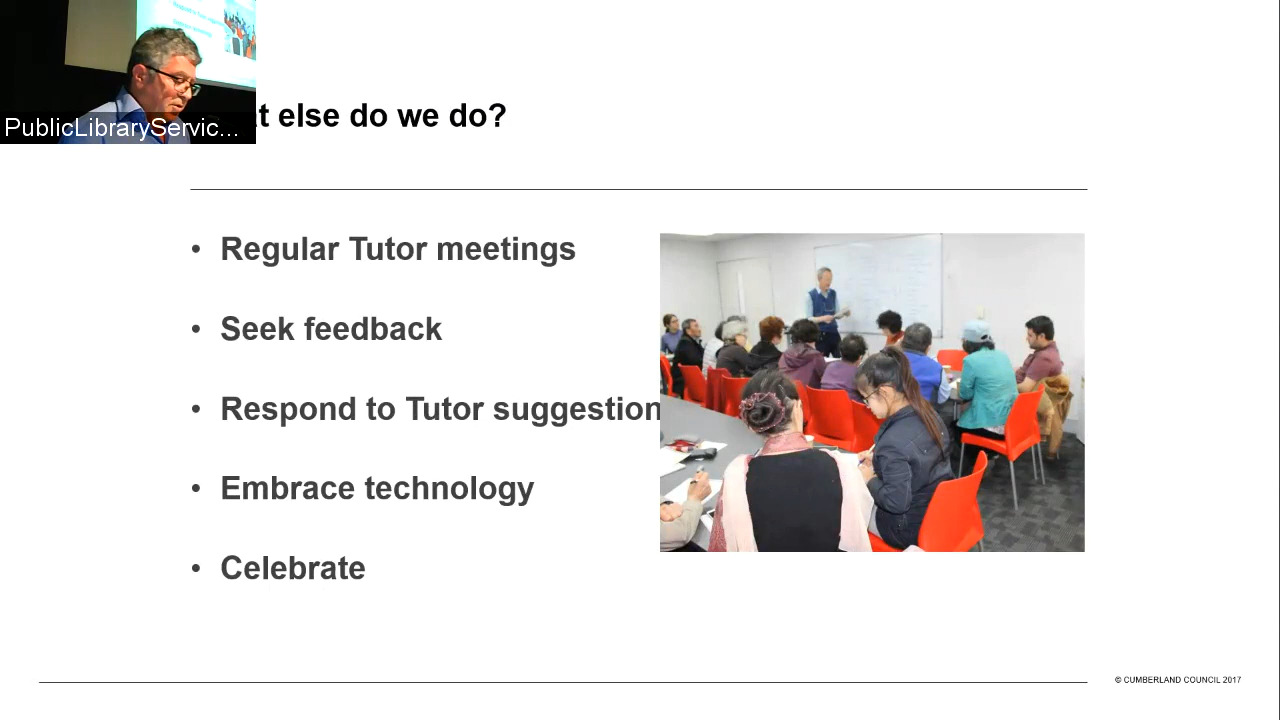 PublicLibraryServic...
t else do we do?
• Regular Tutor meetings
• Seek feedback
• Respond to Tutor suggestion
• Embrace technology
• Celebrate
© CUMBERLAND COUNCIL 2017